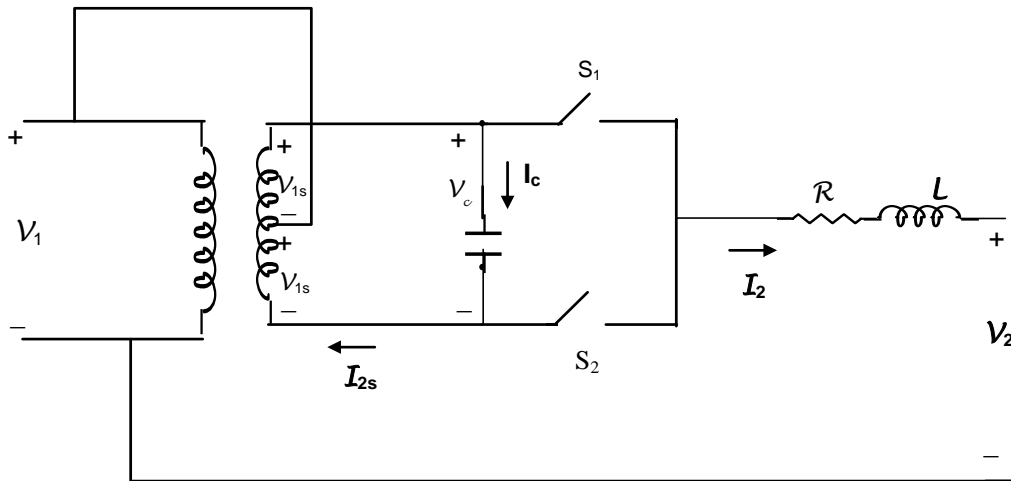 S₁
+
+
+
Ic
R
L
V1s
Vc
V₁
−
+
+
I₂
V1s
−
−
−
V₂
I2s
S₂
−